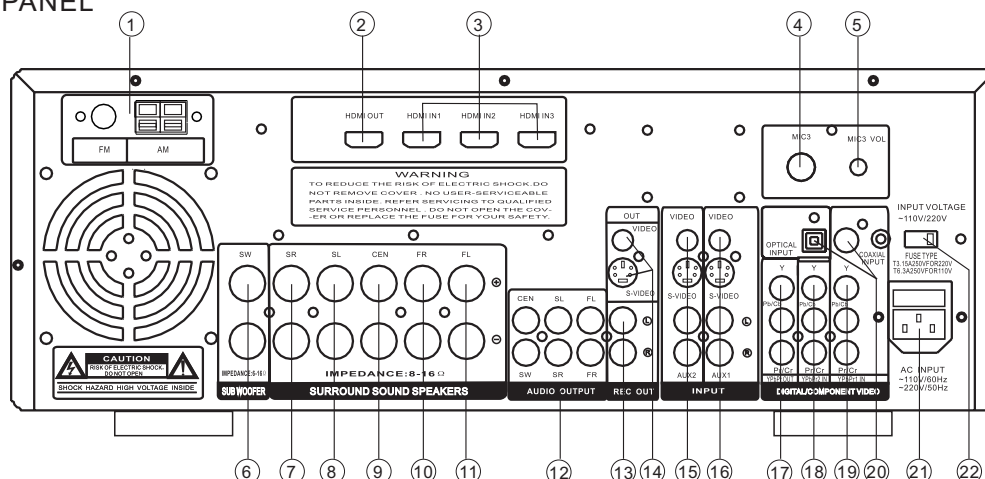 PANEL
1 2 3 4 5
HDMI OUT HDMI IN1 HDMI IN2 HDMI IN3
MIC3 MIC3 VOL
FM AM
WARNING
TO REDUCE THE RISK OF ELECTRIC SHOCK.DO
NOT REMOVE COVER . NO USER-SERVICEABLE
PARTS INSIDE. REFER SERVICING TO QUALIFIED
SERVICE PERSONNEL . DO NOT OPEN THE COV-
-ER OR REPLACE THE FUSE FOR YOUR SAFETY.
INPUT VOLTAGE
~110V/220V
FUSE TYPE
T3.15A250VFOR220V
T6.3A250VFOR110V
SW SR SL CEN FR FL
+
−
IMPEDANCE:6-16Ω
IMPEDANCE:8-16 Ω
SUB WOOFER
SURROUND SOUND SPEAKERS
CAUTION
RISK OF ELECTRIC SHOCK-
DO NOT OPEN
SHOCK HAZARD HIGH VOLTAGE INSIDE
CEN SL FL
SW SR FR
AUDIO OUTPUT
OUT
VIDEO
S-VIDEO
L
R
REC OUT
VIDEO VIDEO
S-VIDEO S-VIDEO
L
R
AUX2 AUX1
INPUT
OPTICAL
INPUT
COAXIAL
INPUT
Y Y Y
Pb/Cb Pb/Cb Pb/Cb
Pr/Cr Pr/Cr Pr/Cr
YPbPr OUT YPbPr2 IN YPbPr1 IN
DIGITAL/COMPONENT VIDEO
AC INPUT
~110V/60Hz
~220V/50Hz
6 7 8 9 10 11 12 13 14 15 16 17 18 19 20 21 22